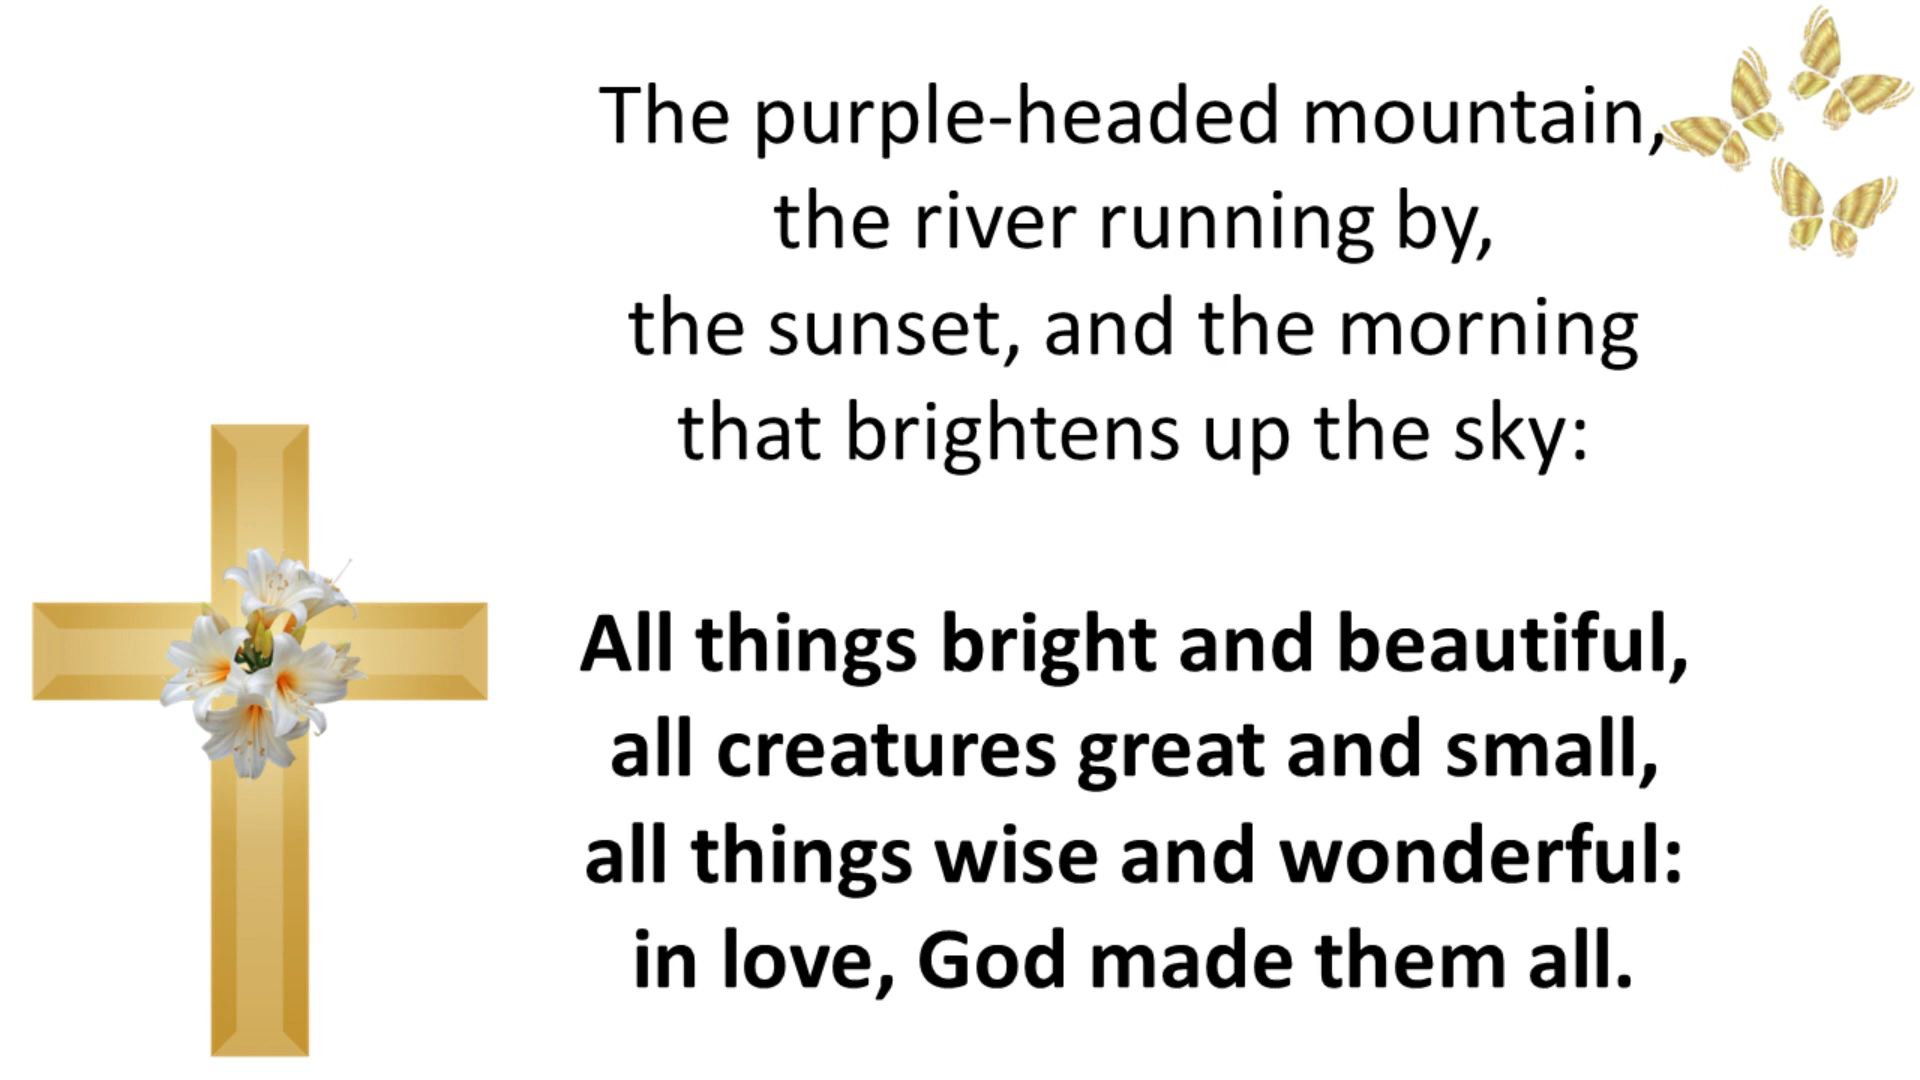 The purple-headed mountain,
the river running by,
the sunset, and the morning
that brightens up the sky:
All things bright and beautiful,
all creatures great and small,
all things wise and wonderful:
in love, God made them all.